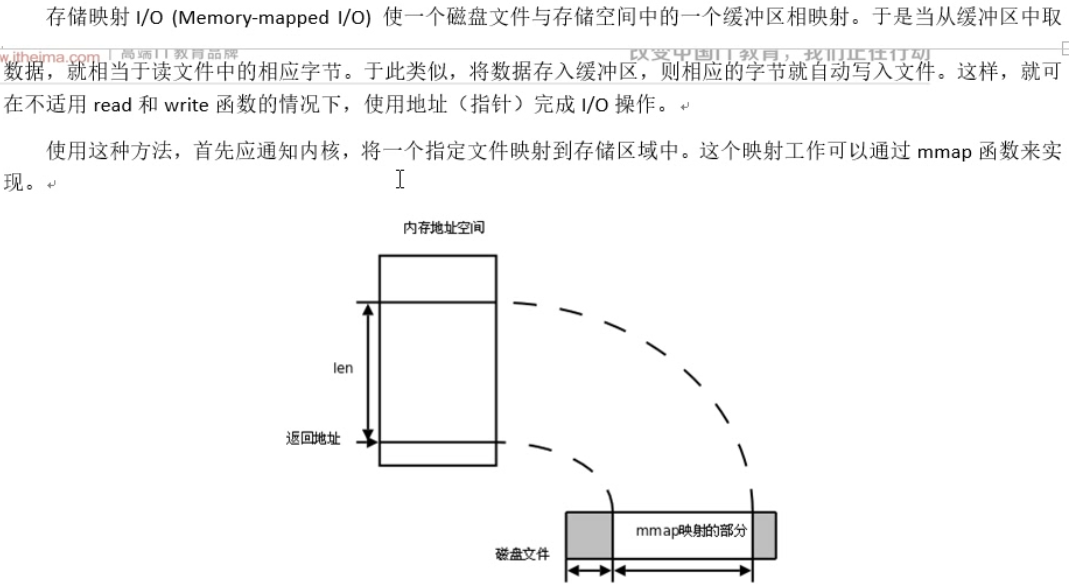 存储映射 I/O (Memory-mapped I/O) 使一个磁盘文件与存储空间中的一个缓冲区相映射。于是当从缓冲区中取
w.itheima.com | 高端IT教育品牌
改变中国IT教育，我们正在行动
数据，就相当于读文件中的相应字节。于此类似，将数据存入缓冲区，则相应的字节就自动写入文件。这样，就可
在不适用 read 和 write 函数的情况下，使用地址（指针）完成 I/O 操作。
使用这种方法，首先应通知内核，将一个指定文件映射到存储区域中。这个映射工作可以通过 mmap 函数来实
现。
内存地址空间
len
返回地址
mmap映射的部分
磁盘文件